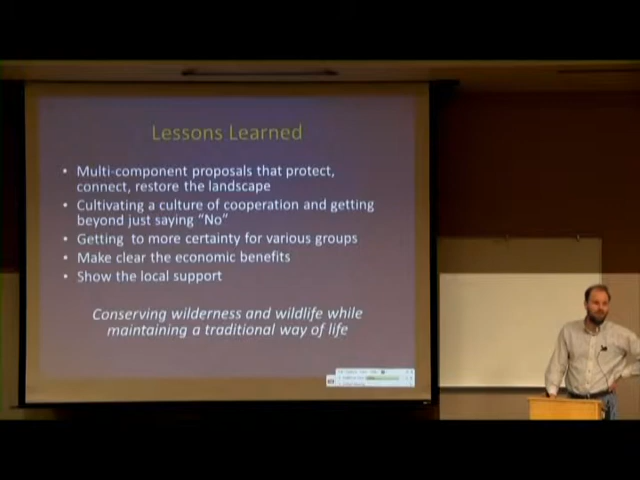 Lessons Learned
• Multi-component proposals that protect,
connect, restore the landscape
• Cultivating a culture of cooperation and getting
beyond just saying "No"
• Getting to more certainty for various groups
• Make clear the economic benefits
• Show the local support
Conserving wilderness and wildlife while
maintaining a traditional way of life